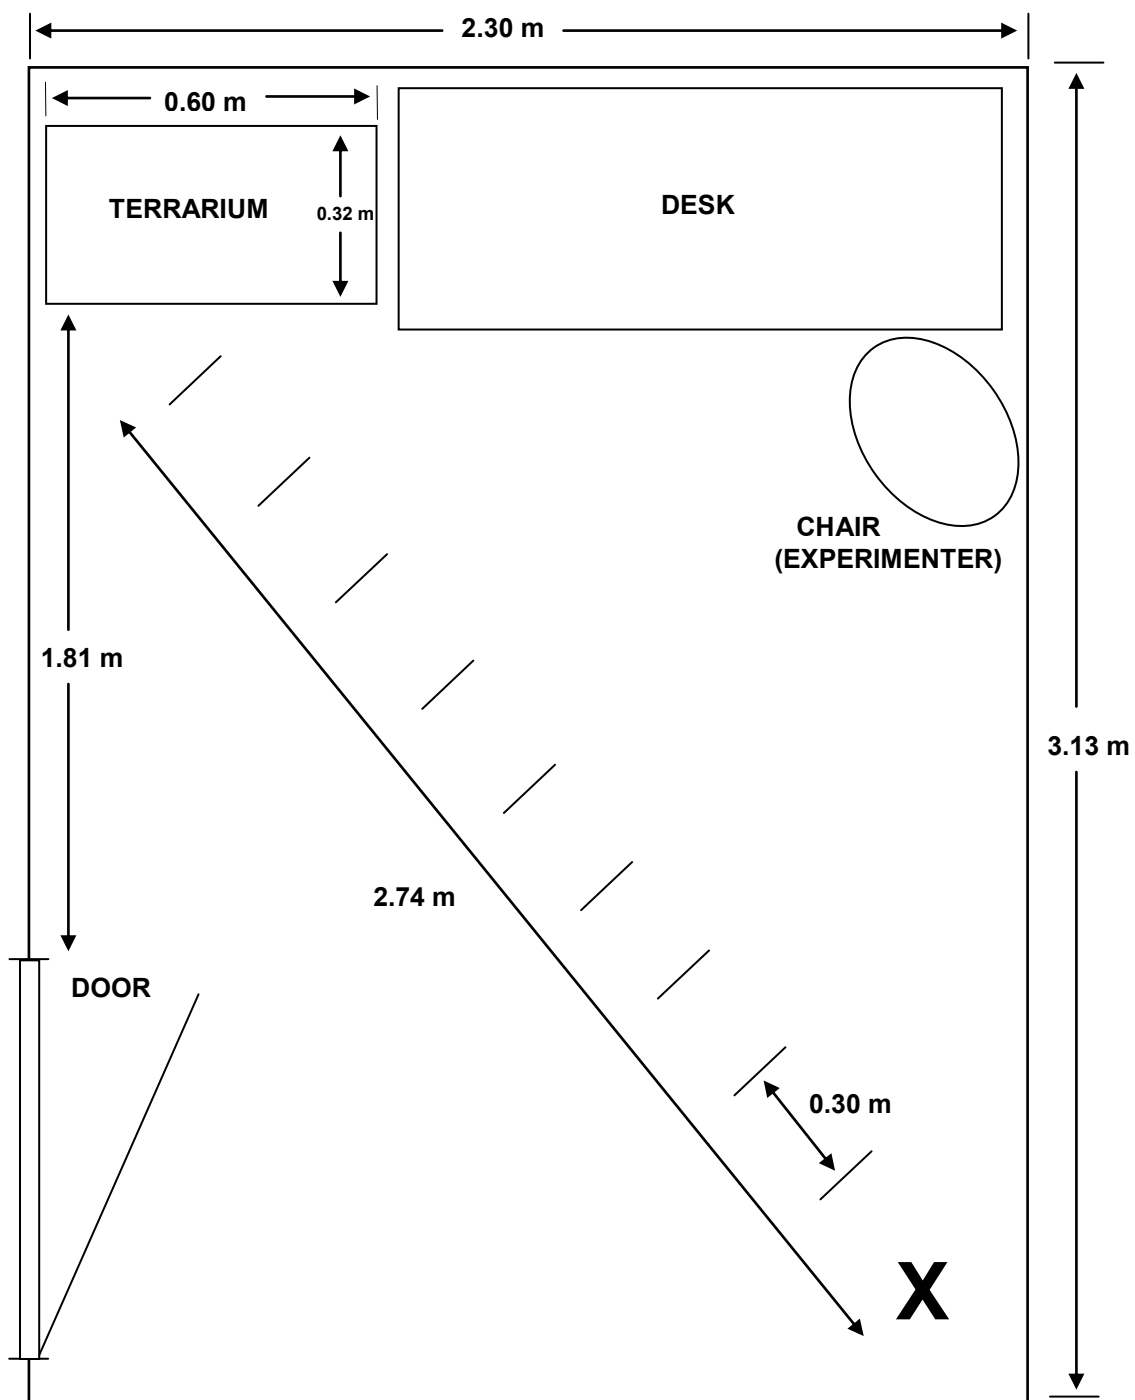 2.30 m
0.60 m
TERRARIUM
0.32 m
DESK
CHAIR
(EXPERIMENTER)
1.81 m
3.13 m
2.74 m
DOOR
0.30 m
X